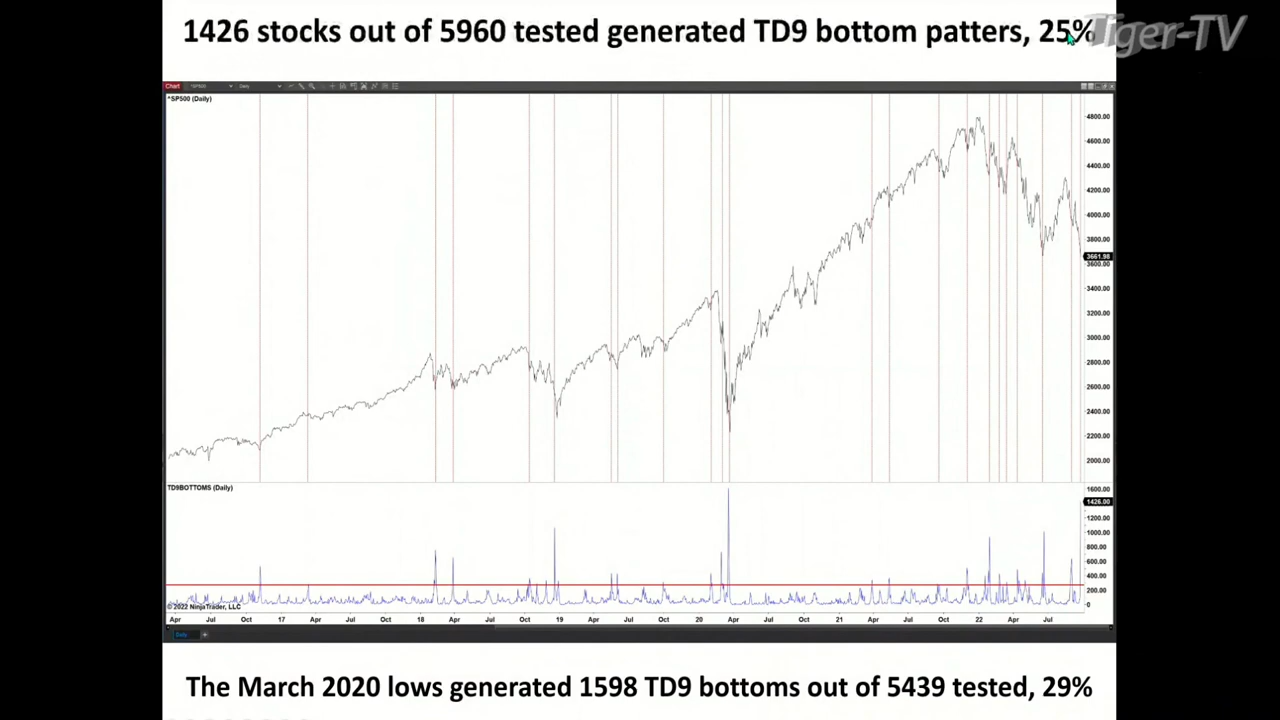 1426 stocks out of 5960 tested generated TD9 bottom patters, 25%
Tiger-TV
Chart ^SP500 Daily
^SP500 (Daily)
4800.00
4600.00
4400.00
4200.00
4000.00
3800.00
3661.98
3600.00
3400.00
3200.00
3000.00
2800.00
2600.00
2400.00
2200.00
2000.00
TD9BOTTOMS (Daily)
1600.00
1426.00
1200.00
1000.00
800.00
600.00
400.00
200.00
0
© 2022 NinjaTrader, LLC
Apr Jul Oct 17 Apr Jul Oct 18 Apr Jul Oct 19 Apr Jul Oct 20 Apr Jul Oct 21 Apr Jul Oct 22 Apr Jul
Daily +
The March 2020 lows generated 1598 TD9 bottoms out of 5439 tested, 29%